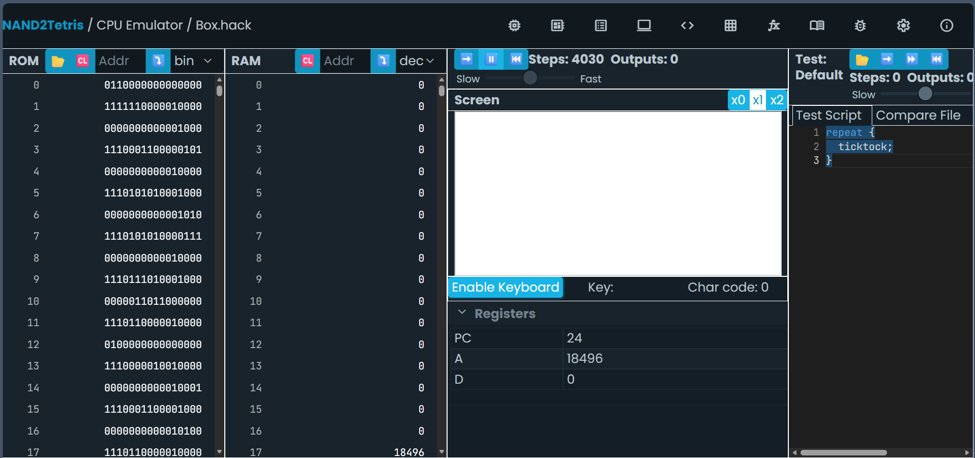 NAND2Tetris / CPU Emulator / Box.hack
ROM CL Addr bin
0 0110000000000000
1 1111110000010000
2 0000000000001000
3 1110001100000101
4 0000000000010000
5 1110101010001000
6 0000000000001010
7 1110101010000111
8 0000000000010000
9 1110111010001000
10 0000011011000000
11 1110110000010000
12 0100000000000000
13 1110000010010000
14 0000000000010001
15 1110001100001000
16 0000000000010100
17 1110110000010000
RAM CL Addr dec
0 0
1 0
2 0
3 0
4 0
5 0
6 0
7 0
8 0
9 0
10 0
11 0
12 0
13 0
14 0
15 0
16 0
17 18496
Steps: 4030 Outputs: 0
Slow Fast
Screen x0 x1 x2
Enable Keyboard Key: Char code: 0
Registers
PC 24
A 18496
D 0
Test:
Default
Steps: 0 Outputs: 0
Slow
Test Script Compare File
1 repeat {
2 ticktock;
3 }